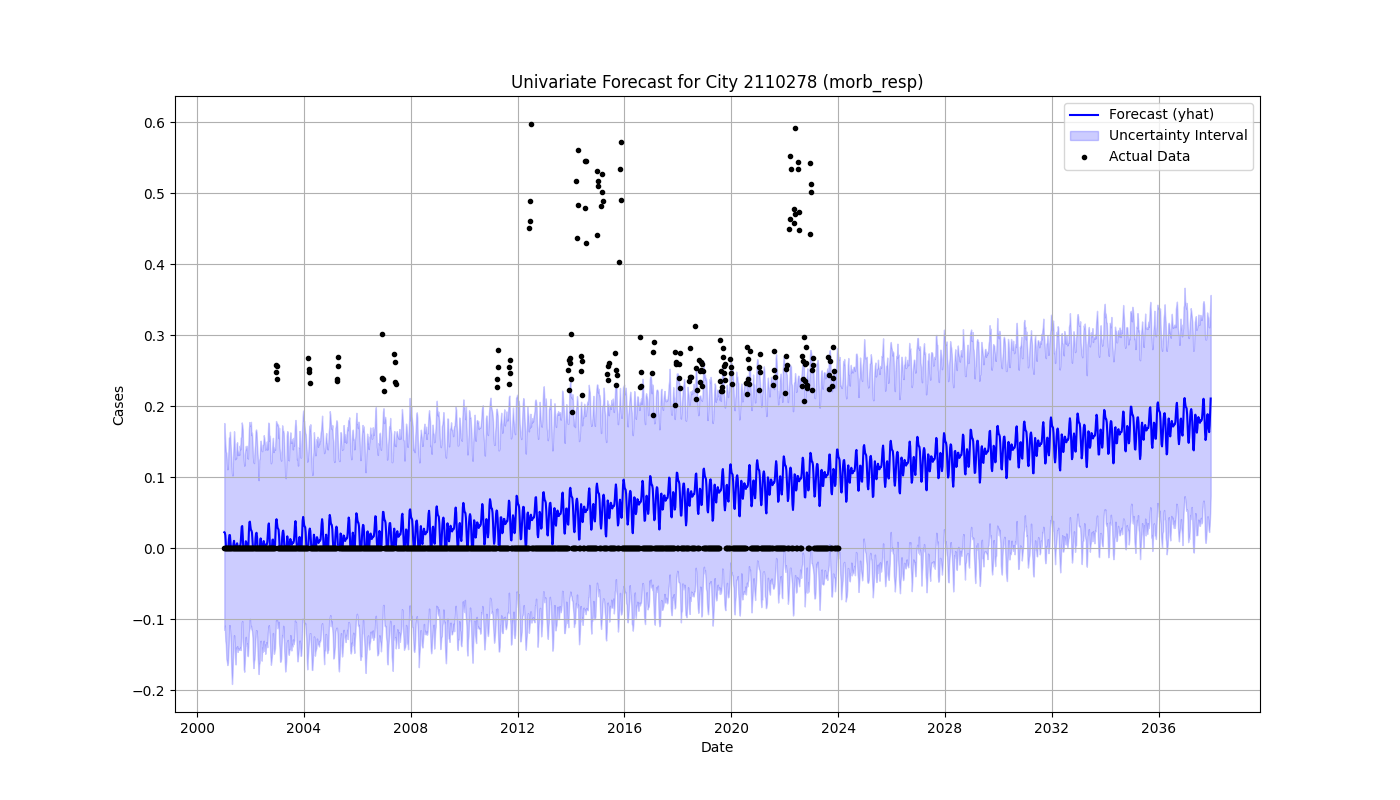 Univariate Forecast for City 2110278 (morb_resp)
Forecast (yhat)
Uncertainty Interval
Actual Data
Cases
0.6
0.5
0.4
0.3
0.2
0.1
0.0
−0.1
−0.2
2000 2004 2008 2012 2016 2020 2024 2028 2032 2036
Date